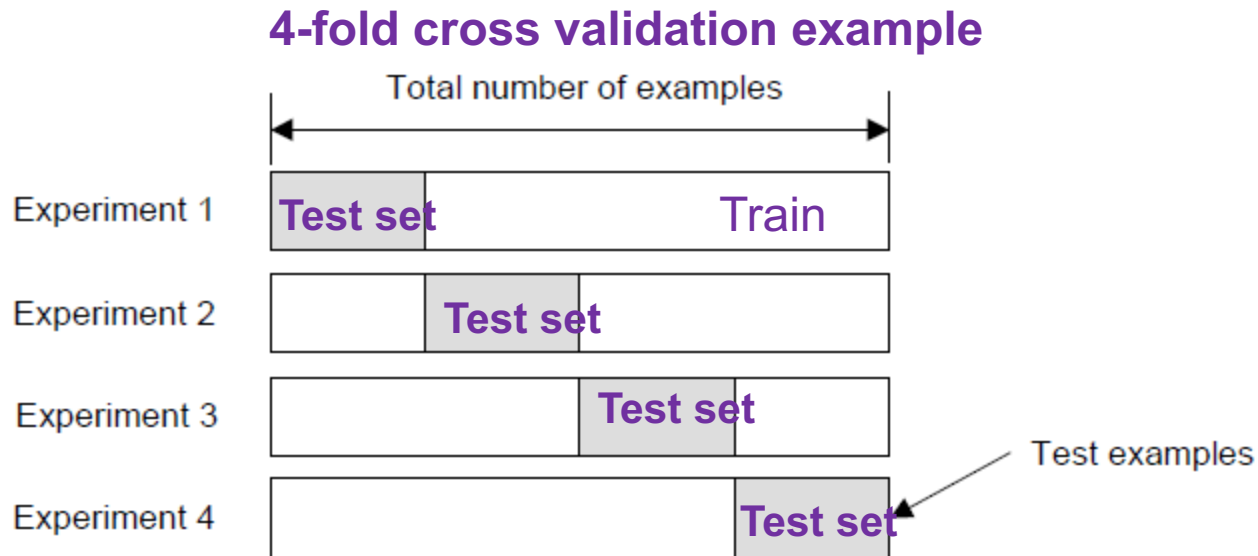 4-fold cross validation example
Total number of examples
Experiment 1
Test set
Train
Experiment 2
Test set
Experiment 3
Test set
Test examples
Experiment 4
Test set